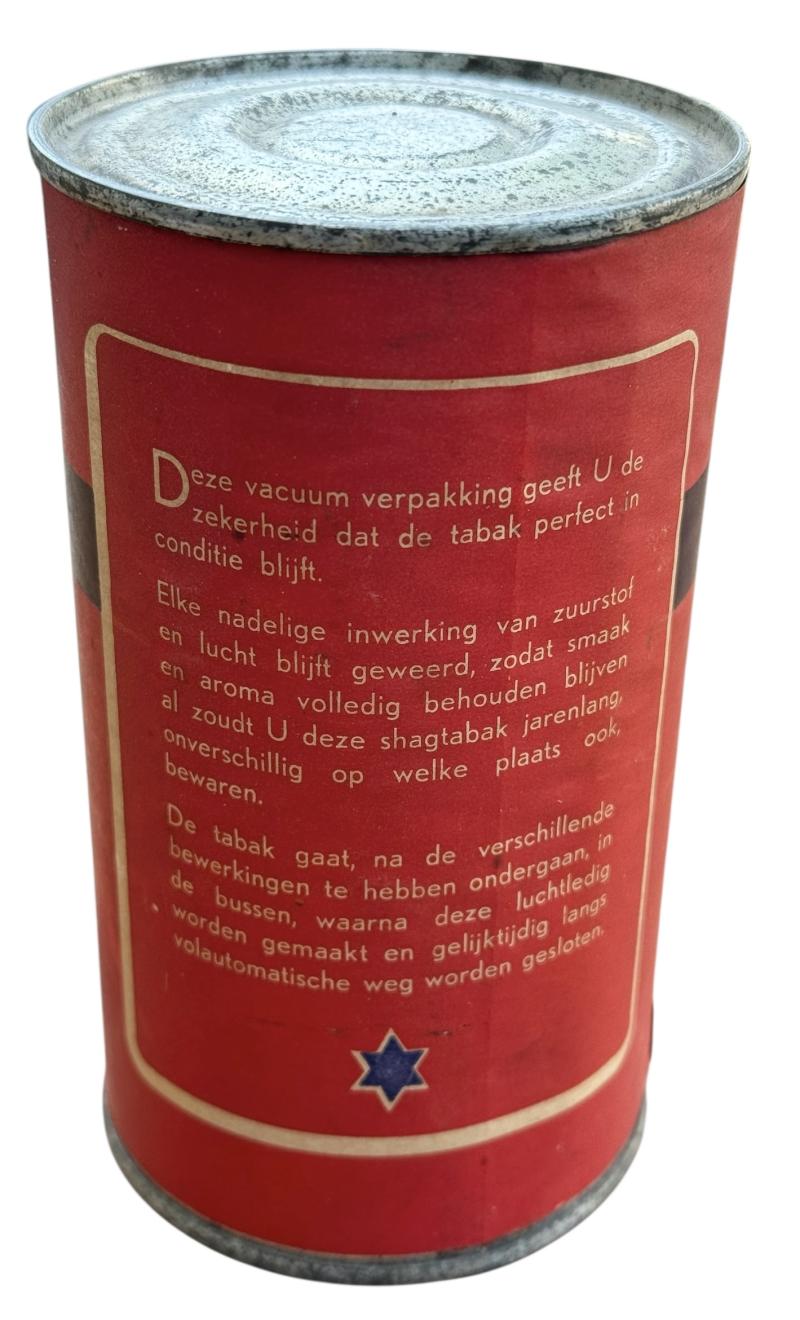 Deze vacuum verpakking geeft U de
zekerheid dat de tabak perfect in
conditie blijft.
Elke nadelige inwerking van zuurstof
en lucht blijft geweerd, zodat smaak
en aroma volledig behouden blijven
al zoudt U deze shagtabak jarenlang,
onverschillig op welke plaats ook,
bewaren.
De tabak gaat, na de verschillende
bewerkingen te hebben ondergaan, in
de bussen, waarna deze luchtledig
worden gemaakt en gelijktijdig langs
volautomatische weg worden gesloten.